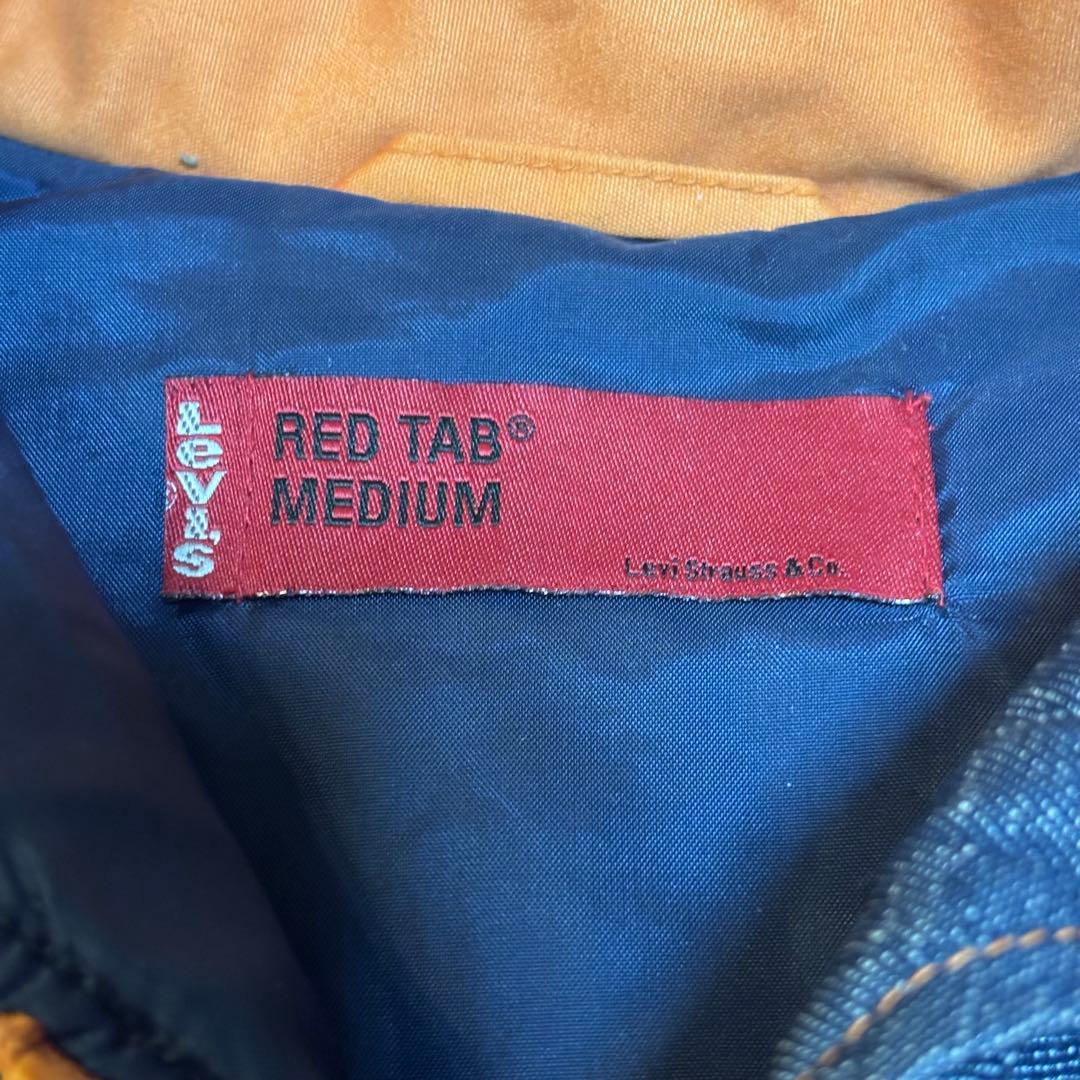 Levi's
®
RED TAB®
MEDIUM
Levi Strauss & Co.